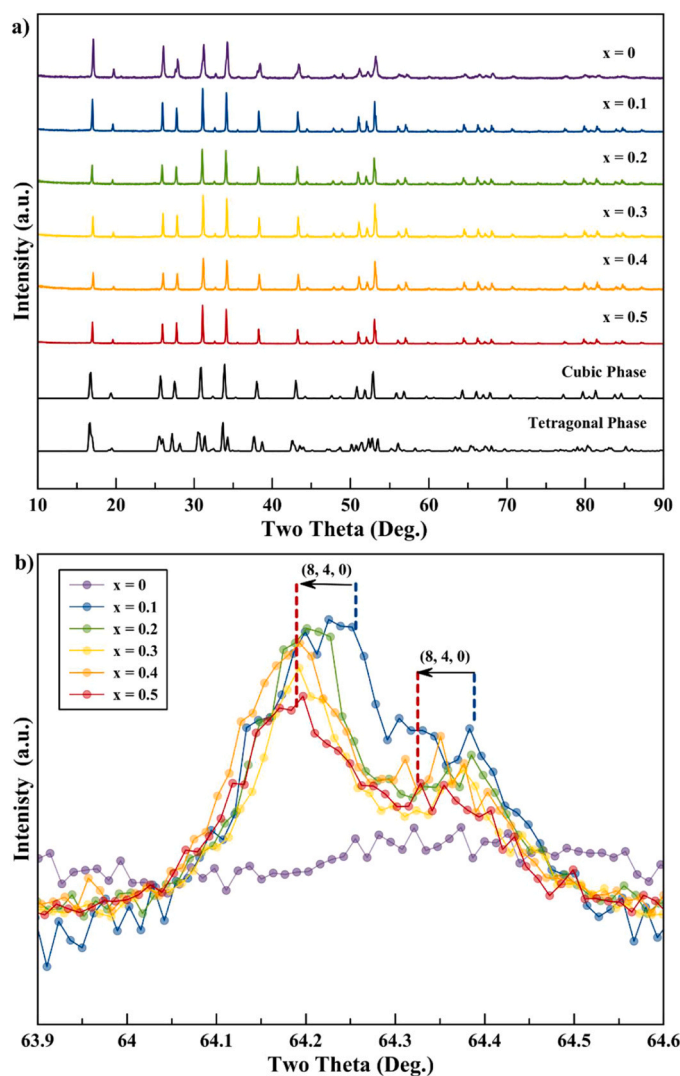 a)
x = 0
x = 0.1
x = 0.2
x = 0.3
x = 0.4
x = 0.5
Cubic Phase
Tetragonal Phase
Intensity (a.u.)
10 20 30 40 50 60 70 80 90
Two Theta (Deg.)
b)
(8, 4, 0)
(8, 4, 0)
x = 0
x = 0.1
x = 0.2
x = 0.3
x = 0.4
x = 0.5
Intenisty (a.u.)
63.9 64 64.1 64.2 64.3 64.4 64.5 64.6
Two Theta (Deg.)